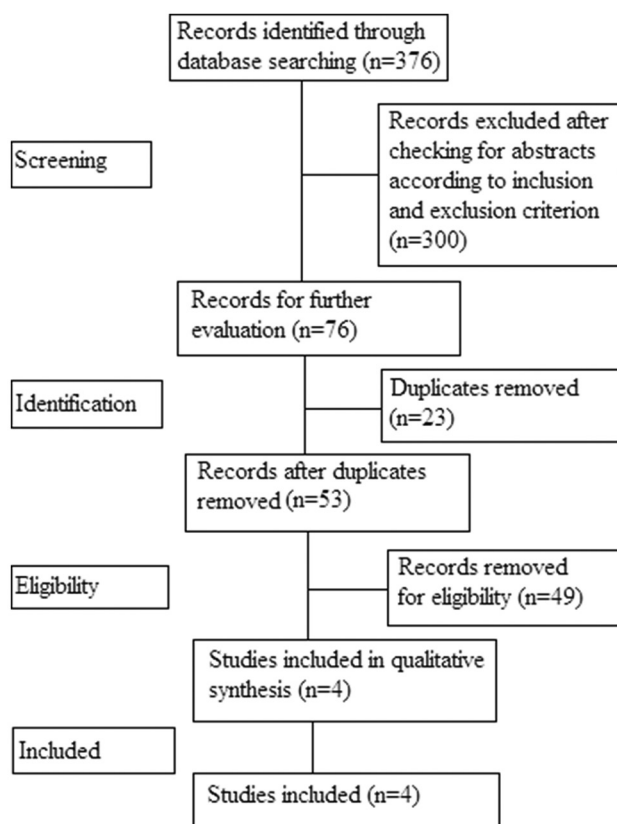 Records identified through
database searching (n=376)
Screening
Records excluded after
checking for abstracts
according to inclusion
and exclusion criterion
(n=300)
Records for further
evaluation (n=76)
Identification
Duplicates removed
(n=23)
Records after duplicates
removed (n=53)
Eligibility
Records removed
for eligibility (n=49)
Studies included in qualitative
synthesis (n=4)
Included
Studies included (n=4)